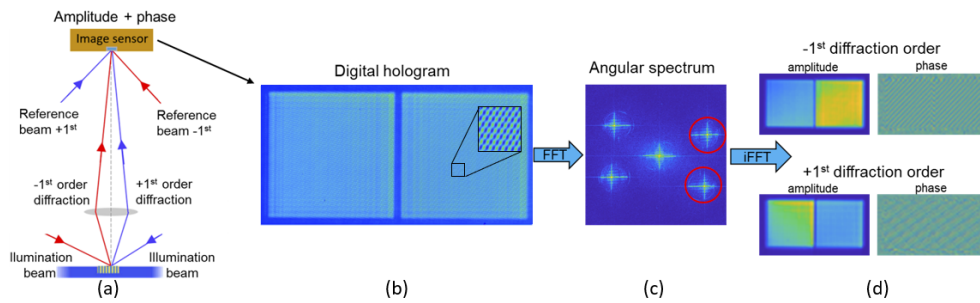 Amplitude + phase
Image sensor
Reference
beam +1st
Reference
beam -1st
-1st order
diffraction
+1st order
diffraction
Illumination
beam
Illumination
beam
(a)
Digital hologram
(b)
FFT
Angular spectrum
(c)
iFFT
-1st diffraction order
amplitude
phase
+1st diffraction order
amplitude
phase
(d)